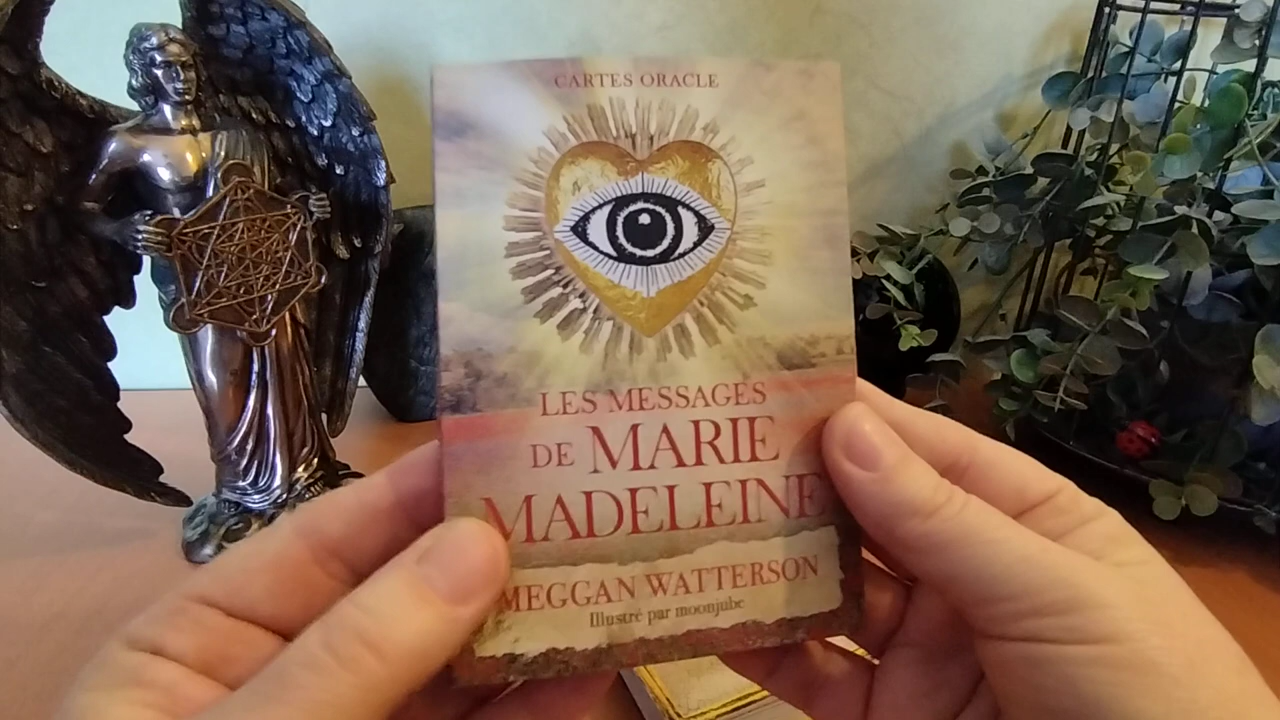 CARTES ORACLE
LES MESSAGES
DE MARIE
MADELEINE
MEGGAN WATTERSON
Illustré par moonjube